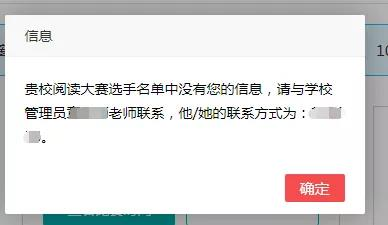 信息
贵校阅读大赛选手名单中没有您的信息，请与学校
管理员老师联系，他/她的联系方式为：
。
确定
10